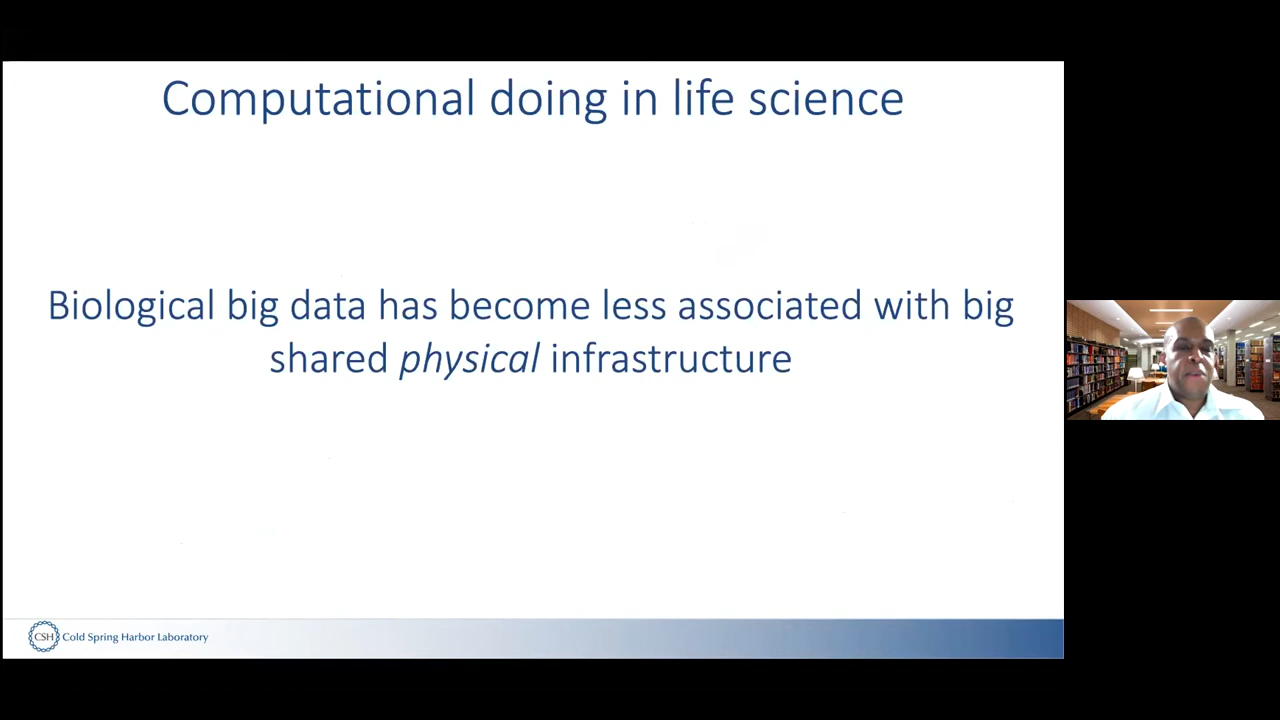 Computational doing in life science
Biological big data has become less associated with big
shared physical infrastructure
CSH Cold Spring Harbor Laboratory